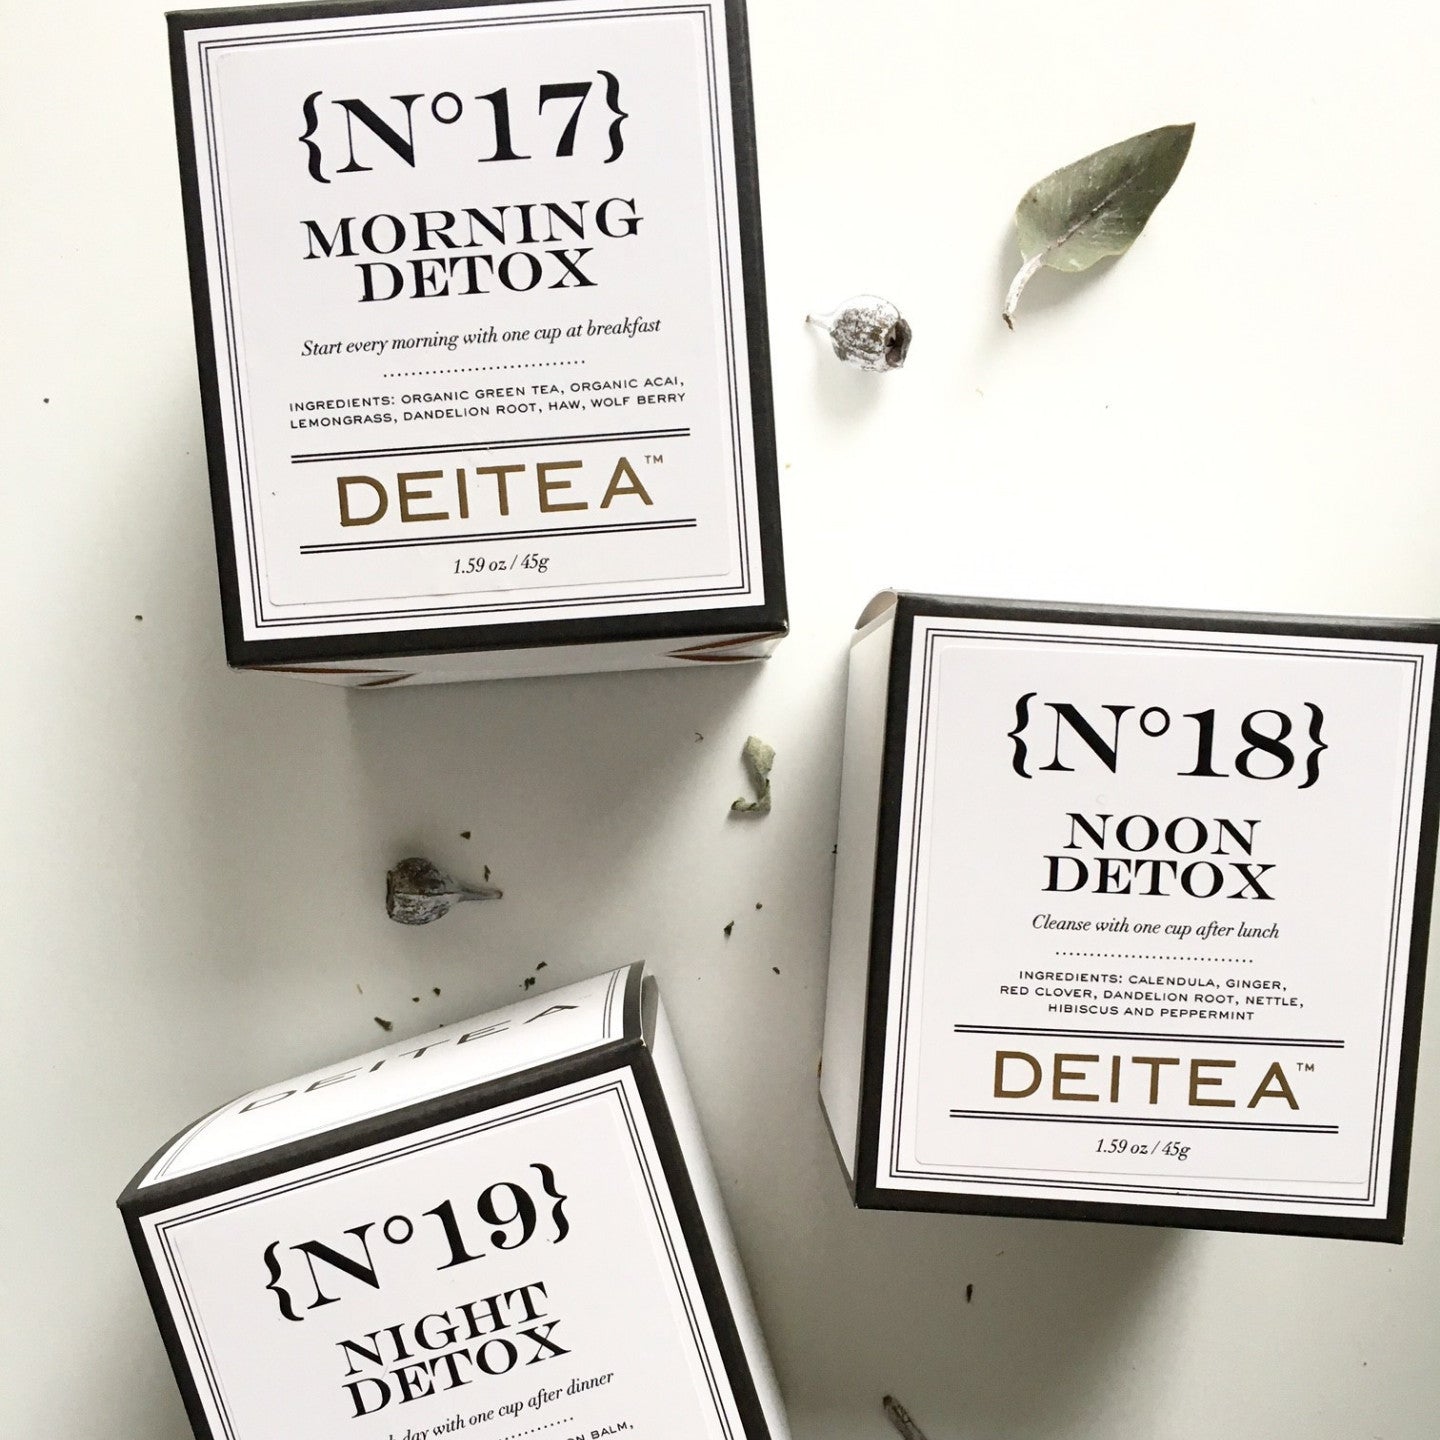 {N°17}
MORNING
DETOX
Start every morning with one cup at breakfast
INGREDIENTS: ORGANIC GREEN TEA, ORGANIC ACAI,
LEMONGRASS, DANDELION ROOT, HAW, WOLF BERRY
DEITEA™
1.59 oz / 45g
{N°18}
NOON
DETOX
Cleanse with one cup after lunch
INGREDIENTS: CALENDULA, GINGER,
RED CLOVER, DANDELION ROOT, NETTLE,
HIBISCUS AND PEPPERMINT
DEITEA™
1.59 oz / 45g
DEITEA
{N°19}
NIGHT
DETOX
day with one cup after dinner
BALM,